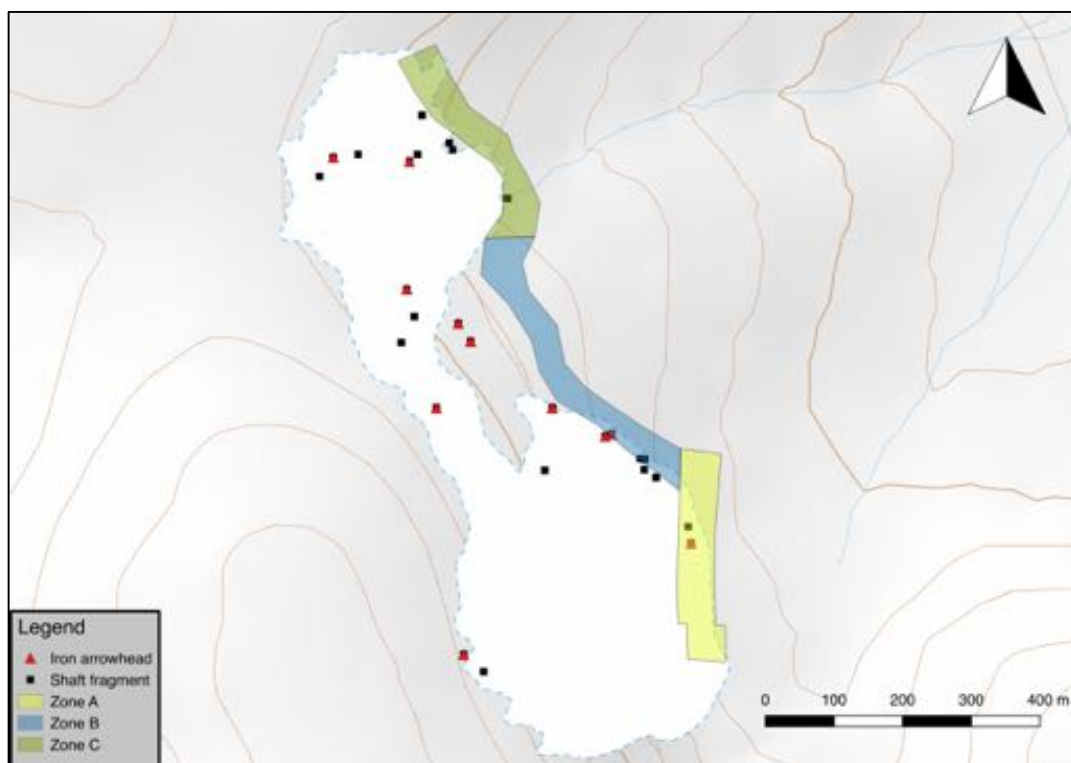 Legend
Iron arrowhead
Shaft fragment
Zone A
Zone B
Zone C
0 100 200 300 400 m